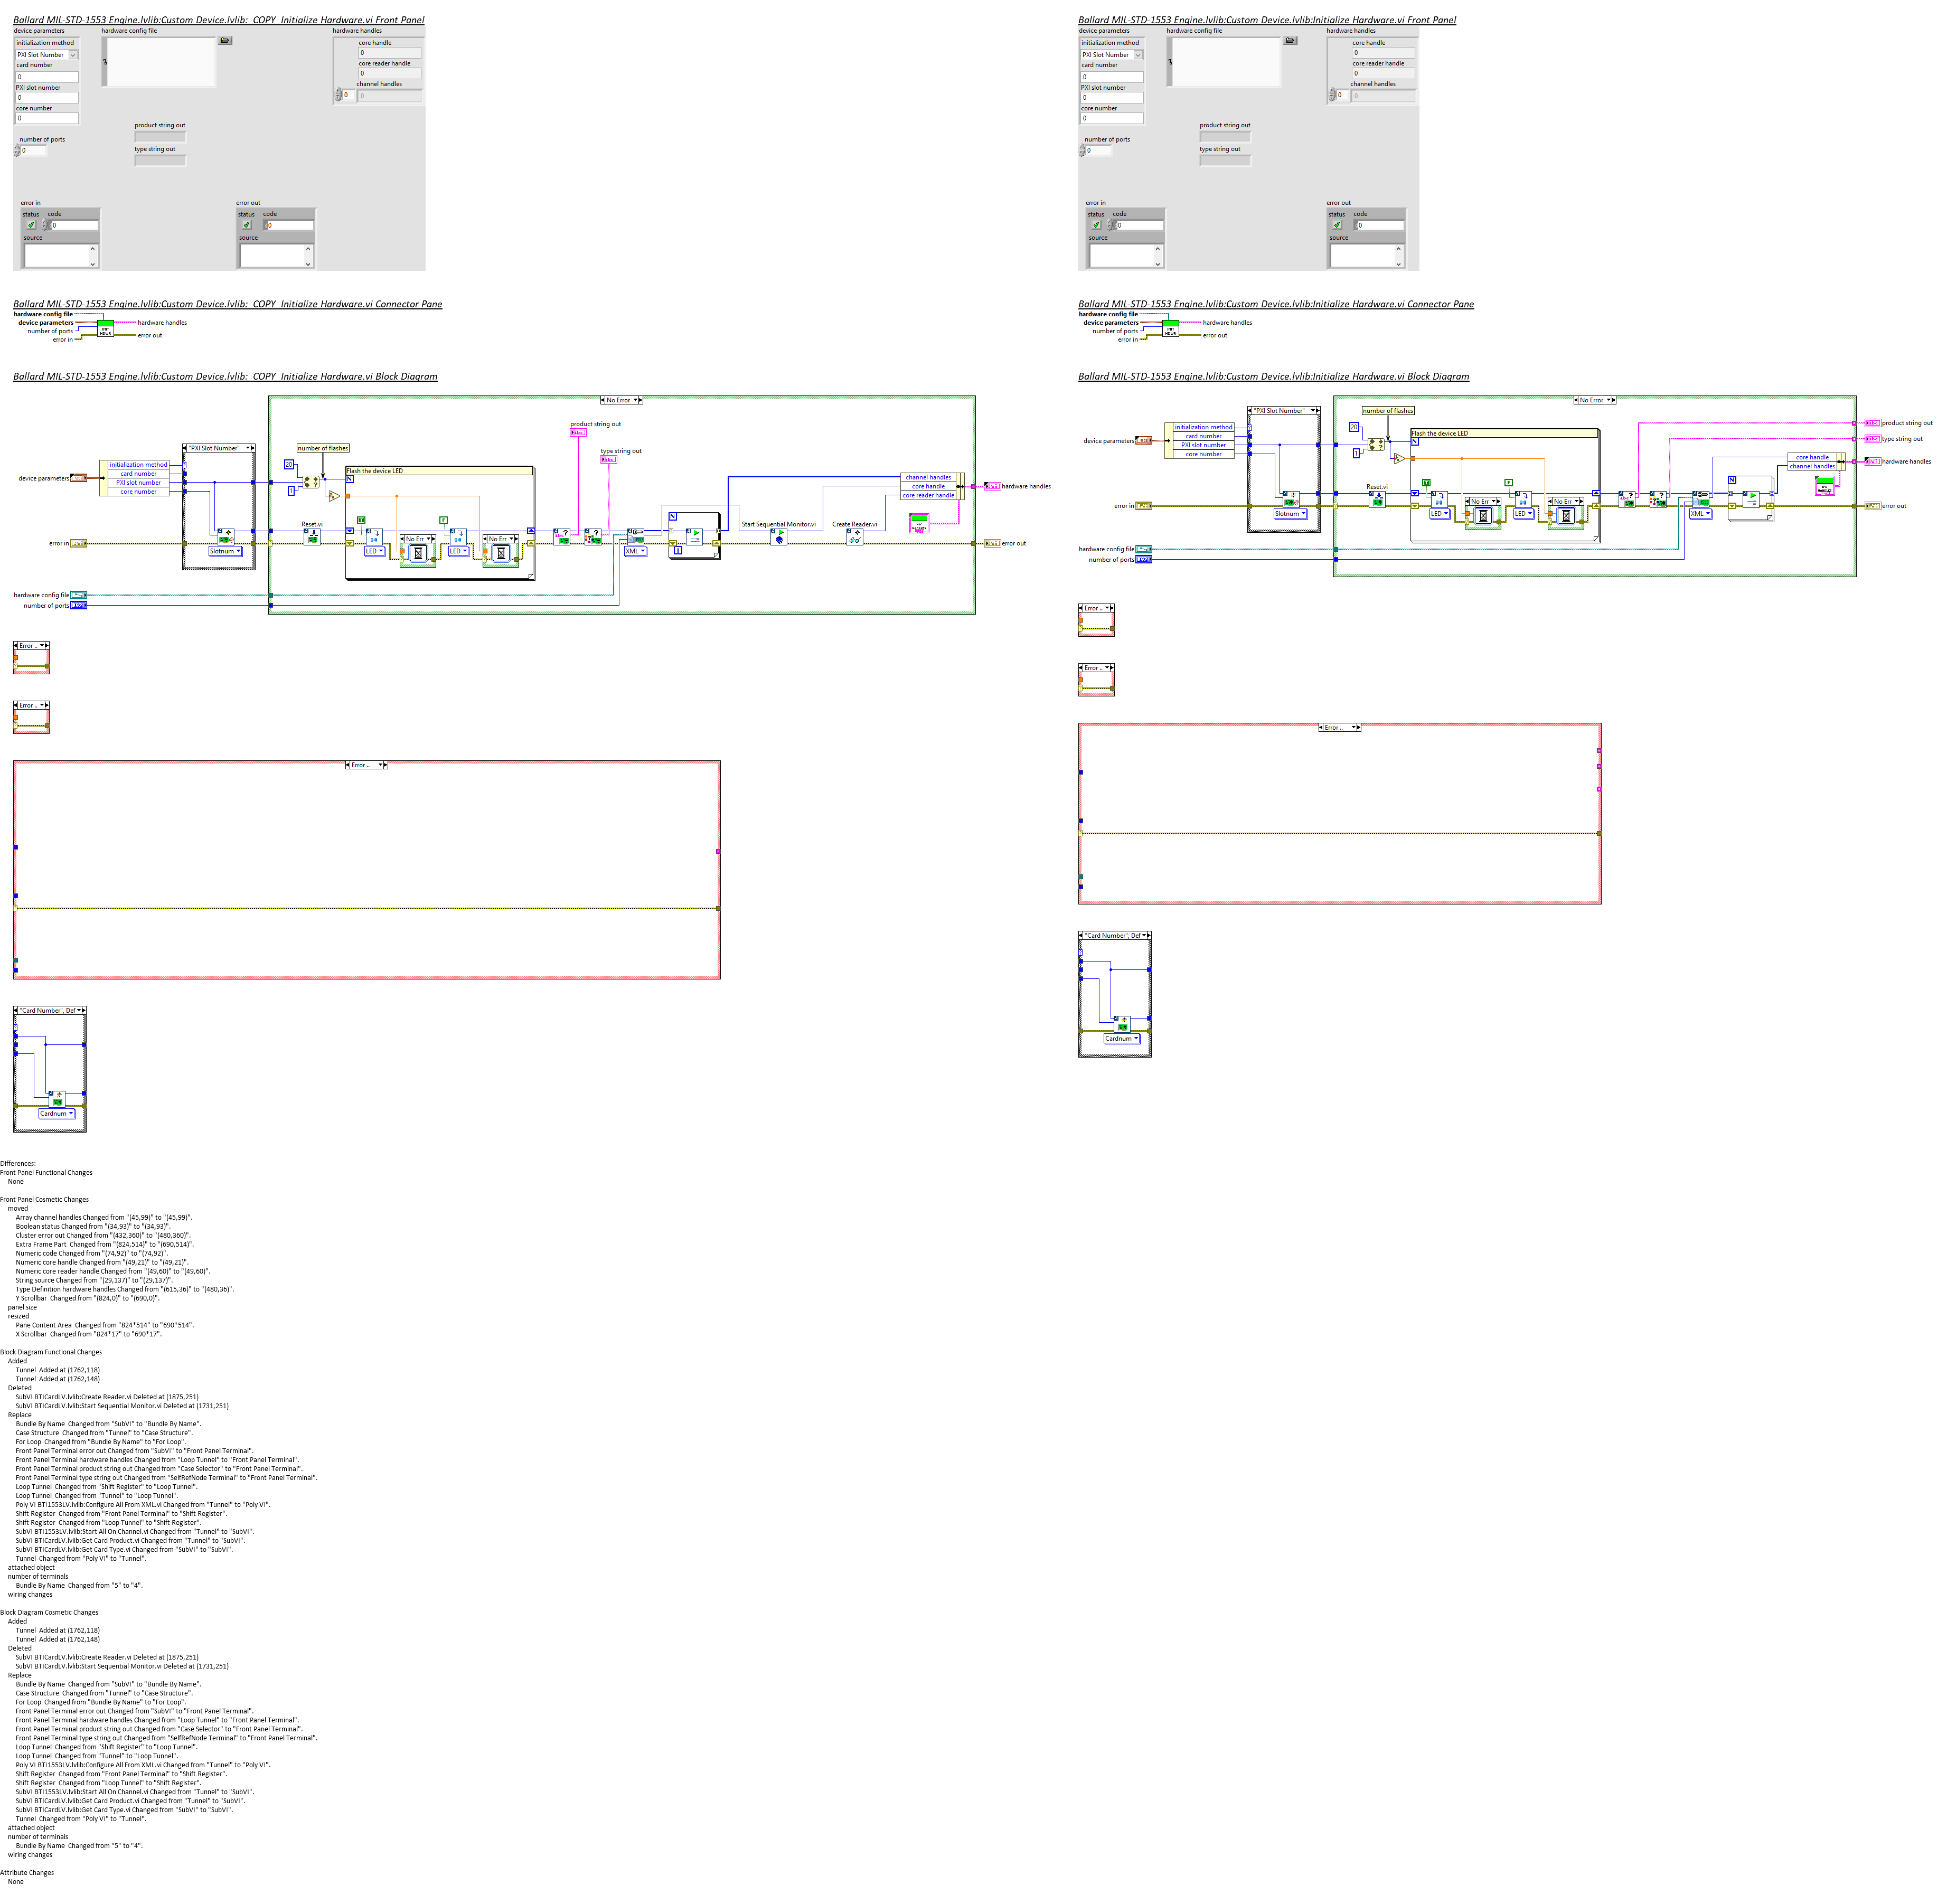 Ballard MIL-STD-1553 Engine.lvlib:Custom Device.lvlib:_COPY_Initialize Hardware.vi Front Panel
device parameters
hardware config file
hardware handles
initialization method
PXI Slot Number
card number
0
PXI slot number
0
core number
0
core handle
0
core reader handle
0
channel handles
0
0
number of ports
0
product string out
type string out
error in
status
code
0
source
error out
status
code
0
source
Ballard MIL-STD-1553 Engine.lvlib:Custom Device.lvlib:Initialize Hardware.vi Front Panel
device parameters
hardware config file
hardware handles
initialization method
PXI Slot Number
card number
0
PXI slot number
0
core number
0
core handle
0
core reader handle
0
channel handles
0
0
number of ports
0
product string out
type string out
error in
status
code
0
source
error out
status
code
0
source
Ballard MIL-STD-1553 Engine.lvlib:Custom Device.lvlib:_COPY_Initialize Hardware.vi Connector Pane
hardware config file
device parameters
number of ports
error in
hardware handles
error out
Ballard MIL-STD-1553 Engine.lvlib:Custom Device.lvlib:Initialize Hardware.vi Connector Pane
hardware config file
device parameters
number of ports
error in
hardware handles
error out
Ballard MIL-STD-1553 Engine.lvlib:Custom Device.lvlib:_COPY_Initialize Hardware.vi Block Diagram
No Error
product string out
type string out
"PXI Slot Number"
number of flashes
20
1
Flash the device LED
N
device parameters
initialization method
card number
PXI slot number
core number
Reset.vi
LED
No Err
LED
No Err
Slotnum
XML
N
i
Start Sequential Monitor.vi
Create Reader.vi
channel handles
core handle
core reader handle
hardware handles
error in
error out
hardware config file
number of ports
Error ..
Error ..
Error ..
"Card Number", Def
Cardnum
Ballard MIL-STD-1553 Engine.lvlib:Custom Device.lvlib:Initialize Hardware.vi Block Diagram
No Error
"PXI Slot Number"
number of flashes
20
1
Flash the device LED
N
device parameters
initialization method
card number
PXI slot number
core number
Reset.vi
LED
No Err
LED
No Err
Slotnum
XML
N
core handle
channel handles
product string out
type string out
hardware handles
error in
error out
hardware config file
number of ports
Error ..
Error ..
Error ..
"Card Number", Def
Cardnum
Differences:
Front Panel Functional Changes
None
Front Panel Cosmetic Changes
moved
Array channel handles Changed from "(45,99)" to "(45,99)".
Boolean status Changed from "(34,93)" to "(34,93)".
Cluster error out Changed from "(432,360)" to "(480,360)".
Extra Frame Part  Changed from "(824,514)" to "(690,514)".
Numeric code Changed from "(74,92)" to "(74,92)".
Numeric core handle Changed from "(49,21)" to "(49,21)".
Numeric core reader handle Changed from "(49,60)" to "(49,60)".
String source Changed from "(29,137)" to "(29,137)".
Type Definition hardware handles Changed from "(615,36)" to "(480,36)".
Y Scrollbar  Changed from "(824,0)" to "(690,0)".
panel size
resized
Pane Content Area  Changed from "824*514" to "690*514".
X Scrollbar  Changed from "824*17" to "690*17".
Block Diagram Functional Changes
Added
Tunnel  Added at (1762,118)
Tunnel  Added at (1762,148)
Deleted
SubVI BTICardLV.lvlib:Create Reader.vi Deleted at (1875,251)
SubVI BTICardLV.lvlib:Start Sequential Monitor.vi Deleted at (1731,251)
Replace
Bundle By Name  Changed from "SubVI" to "Bundle By Name".
Case Structure  Changed from "Tunnel" to "Case Structure".
For Loop  Changed from "Bundle By Name" to "For Loop".
Front Panel Terminal error out Changed from "SubVI" to "Front Panel Terminal".
Front Panel Terminal hardware handles Changed from "Loop Tunnel" to "Front Panel Terminal".
Front Panel Terminal product string out Changed from "Case Selector" to "Front Panel Terminal".
Front Panel Terminal type string out Changed from "SelfRefNode Terminal" to "Front Panel Terminal".
Loop Tunnel  Changed from "Shift Register" to "Loop Tunnel".
Loop Tunnel  Changed from "Tunnel" to "Loop Tunnel".
Poly VI BTI1553LV.lvlib:Configure All From XML.vi Changed from "Tunnel" to "Poly VI".
Shift Register  Changed from "Front Panel Terminal" to "Shift Register".
Shift Register  Changed from "Loop Tunnel" to "Shift Register".
SubVI BTI1553LV.lvlib:Start All On Channel.vi Changed from "Tunnel" to "SubVI".
SubVI BTICardLV.lvlib:Get Card Product.vi Changed from "Tunnel" to "SubVI".
SubVI BTICardLV.lvlib:Get Card Type.vi Changed from "SubVI" to "SubVI".
Tunnel  Changed from "Poly VI" to "Tunnel".
attached object
number of terminals
Bundle By Name  Changed from "5" to "4".
wiring changes
Block Diagram Cosmetic Changes
Added
Tunnel  Added at (1762,118)
Tunnel  Added at (1762,148)
Deleted
SubVI BTICardLV.lvlib:Create Reader.vi Deleted at (1875,251)
SubVI BTICardLV.lvlib:Start Sequential Monitor.vi Deleted at (1731,251)
Replace
Bundle By Name  Changed from "SubVI" to "Bundle By Name".
Case Structure  Changed from "Tunnel" to "Case Structure".
For Loop  Changed from "Bundle By Name" to "For Loop".
Front Panel Terminal error out Changed from "SubVI" to "Front Panel Terminal".
Front Panel Terminal hardware handles Changed from "Loop Tunnel" to "Front Panel Terminal".
Front Panel Terminal product string out Changed from "Case Selector" to "Front Panel Terminal".
Front Panel Terminal type string out Changed from "SelfRefNode Terminal" to "Front Panel Terminal".
Loop Tunnel  Changed from "Shift Register" to "Loop Tunnel".
Loop Tunnel  Changed from "Tunnel" to "Loop Tunnel".
Poly VI BTI1553LV.lvlib:Configure All From XML.vi Changed from "Tunnel" to "Poly VI".
Shift Register  Changed from "Front Panel Terminal" to "Shift Register".
Shift Register  Changed from "Loop Tunnel" to "Shift Register".
SubVI BTI1553LV.lvlib:Start All On Channel.vi Changed from "Tunnel" to "SubVI".
SubVI BTICardLV.lvlib:Get Card Product.vi Changed from "Tunnel" to "SubVI".
SubVI BTICardLV.lvlib:Get Card Type.vi Changed from "SubVI" to "SubVI".
Tunnel  Changed from "Poly VI" to "Tunnel".
attached object
number of terminals
Bundle By Name  Changed from "5" to "4".
wiring changes
Attribute Changes
None